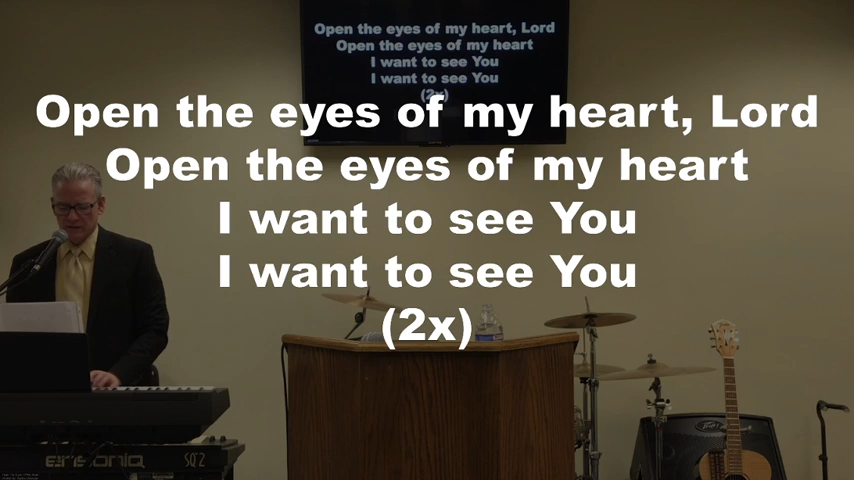 Open the eyes of my heart, Lord
Open the eyes of my heart
I want to see You
I want to see You
(2x)
Open the eyes of my heart, Lord
Open the eyes of my heart
I want to see You
I want to see You
(2x)
ensoniq SQ2
PEAVEY